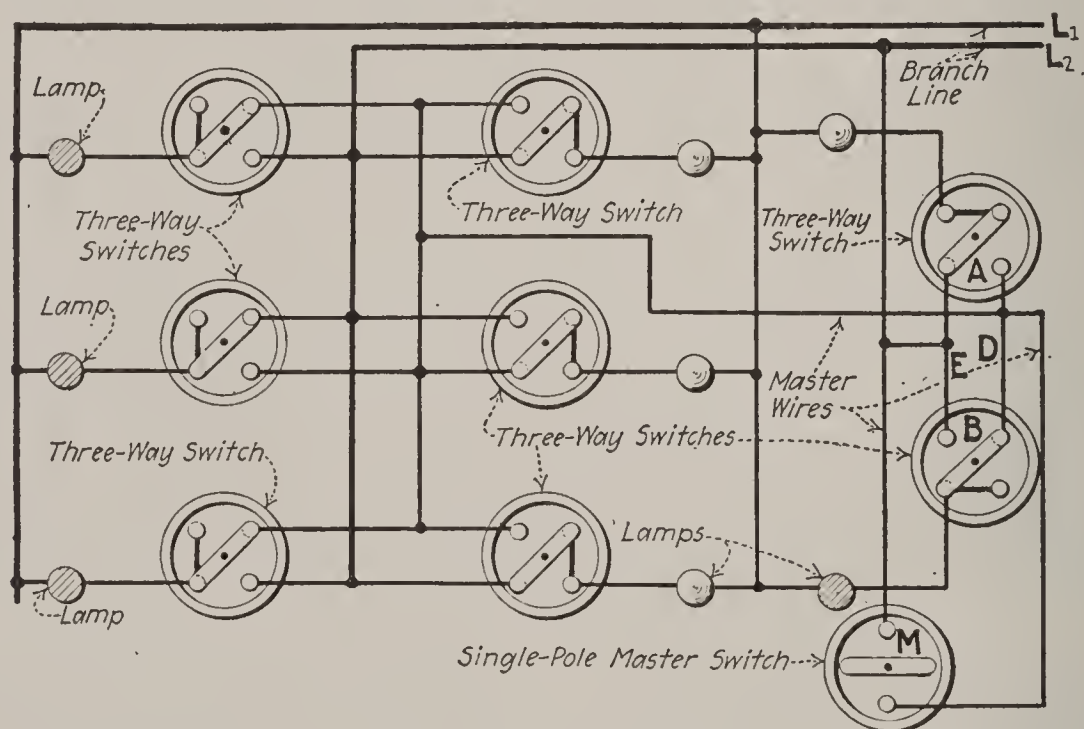 L1
L2
Branch
Line
Lamp
Three-Way
Switches
Three-Way Switch
Three-Way
Switch
A
Lamp
E
D
Master
Wires
Three-Way Switch
Three-Way Switches
B
Lamps
Lamp
Single-Pole Master Switch
M